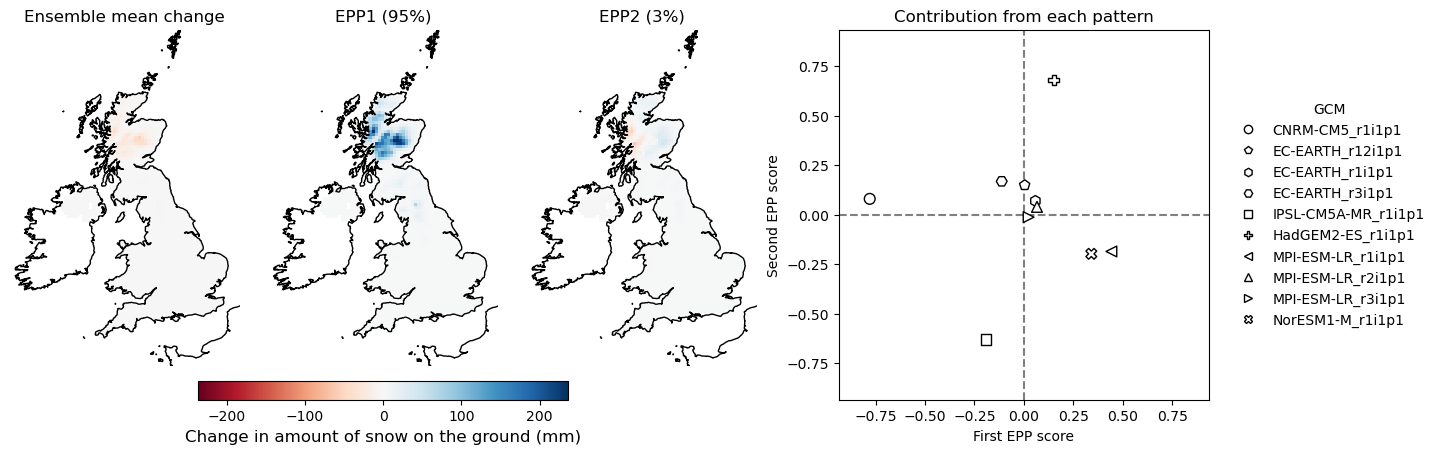 Ensemble mean change
EPP1 (95%)
EPP2 (3%)
−200
−100
0
100
200
Change in amount of snow on the ground (mm)
Contribution from each pattern
Second EPP score
0.75
0.50
0.25
0.00
−0.25
−0.50
−0.75
−0.75
−0.50
−0.25
0.00
0.25
0.50
0.75
First EPP score
GCM
CNRM-CM5_r1i1p1
EC-EARTH_r12i1p1
EC-EARTH_r1i1p1
EC-EARTH_r3i1p1
IPSL-CM5A-MR_r1i1p1
HadGEM2-ES_r1i1p1
MPI-ESM-LR_r1i1p1
MPI-ESM-LR_r2i1p1
MPI-ESM-LR_r3i1p1
NorESM1-M_r1i1p1